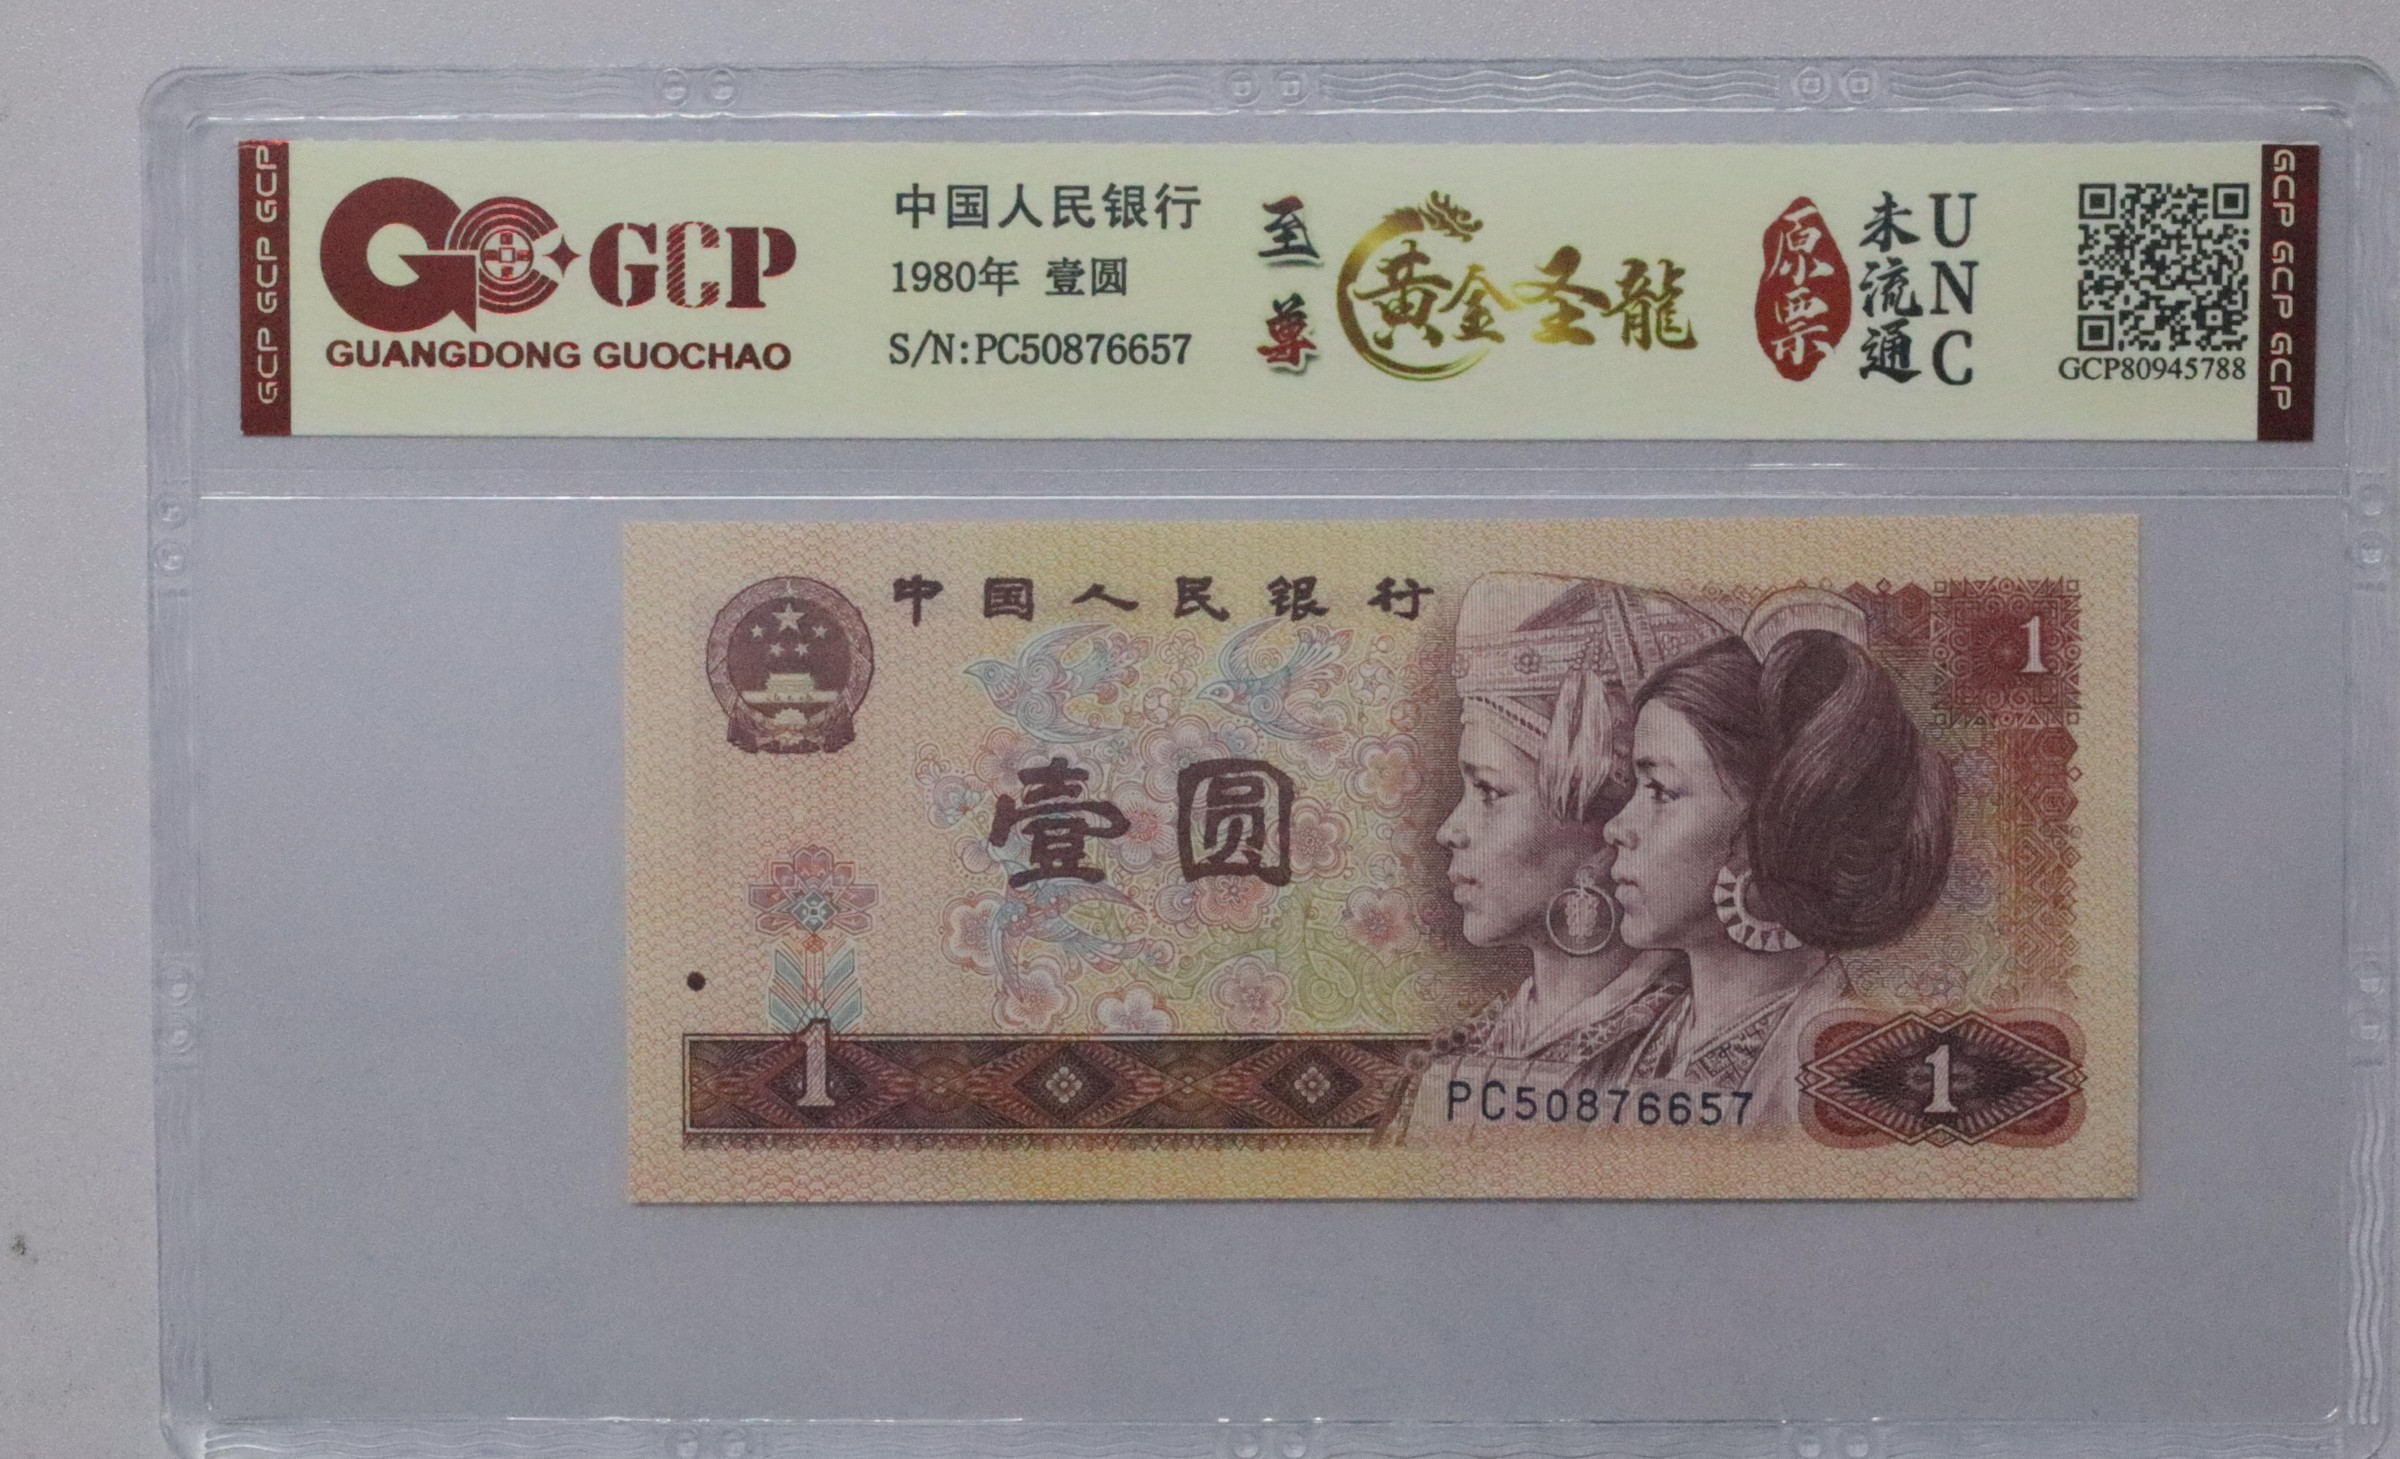 GCP GCP GCP
GCP
GUANGDONG GUOCHAO
中国人民银行
1980年 壹圆
S/N:PC50876657
至尊
黄金圣龍
原票
未流通
UNC
GCP80945788
GCP GCP GCP
中国人民银行
1
壹圆
1
PC50876657
1